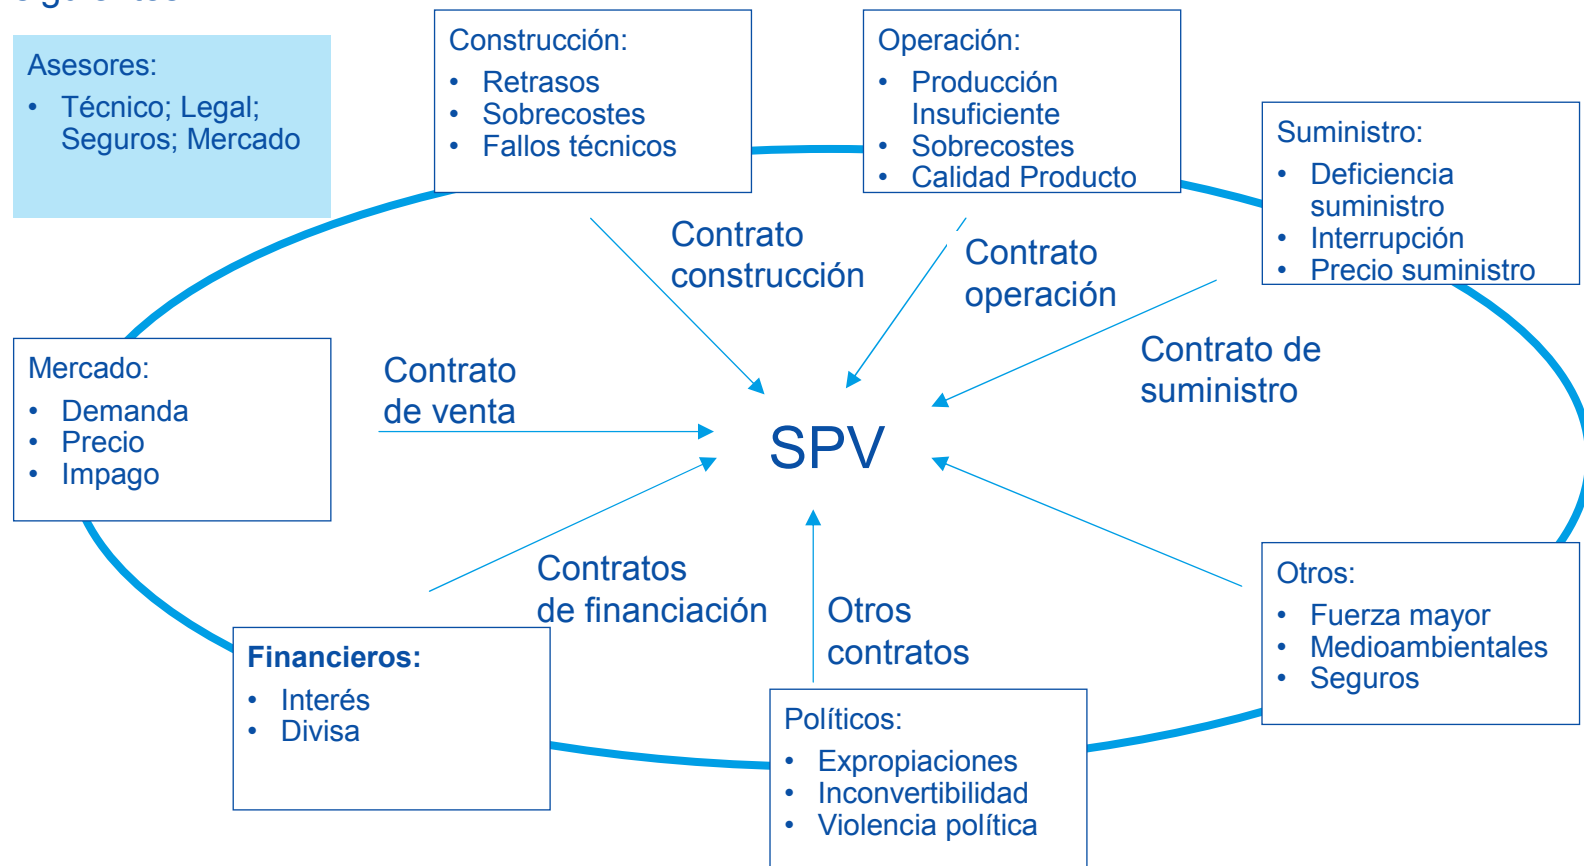 Asesores:
• Técnico; Legal;
Seguros; Mercado
Construcción:
• Retrasos
• Sobrecostes
• Fallos técnicos
Operación:
• Producción
Insuficiente
• Sobrecostes
• Calidad Producto
Suministro:
• Deficiencia
suministro
• Interrupción
• Precio suministro
Contrato
construcción
Contrato
operación
Contrato de
suministro
Mercado:
• Demanda
• Precio
• Impago
Contrato
de venta
SPV
Contratos
de financiación
Otros
contratos
Financieros:
• Interés
• Divisa
Políticos:
• Expropiaciones
• Inconvertibilidad
• Violencia política
Otros:
• Fuerza mayor
• Medioambientales
• Seguros